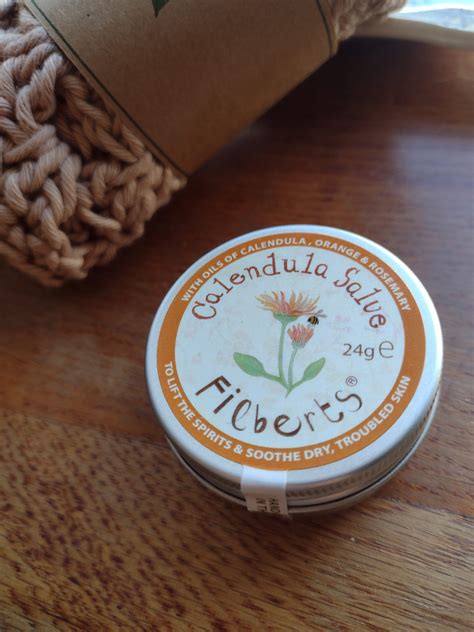 WITH OILS OF CALENDULA, ORANGE & ROSEMARY
Calendula Salve
24g e
Filberts®
TO LIFT THE SPIRITS & SOOTHE DRY, TROUBLED SKIN